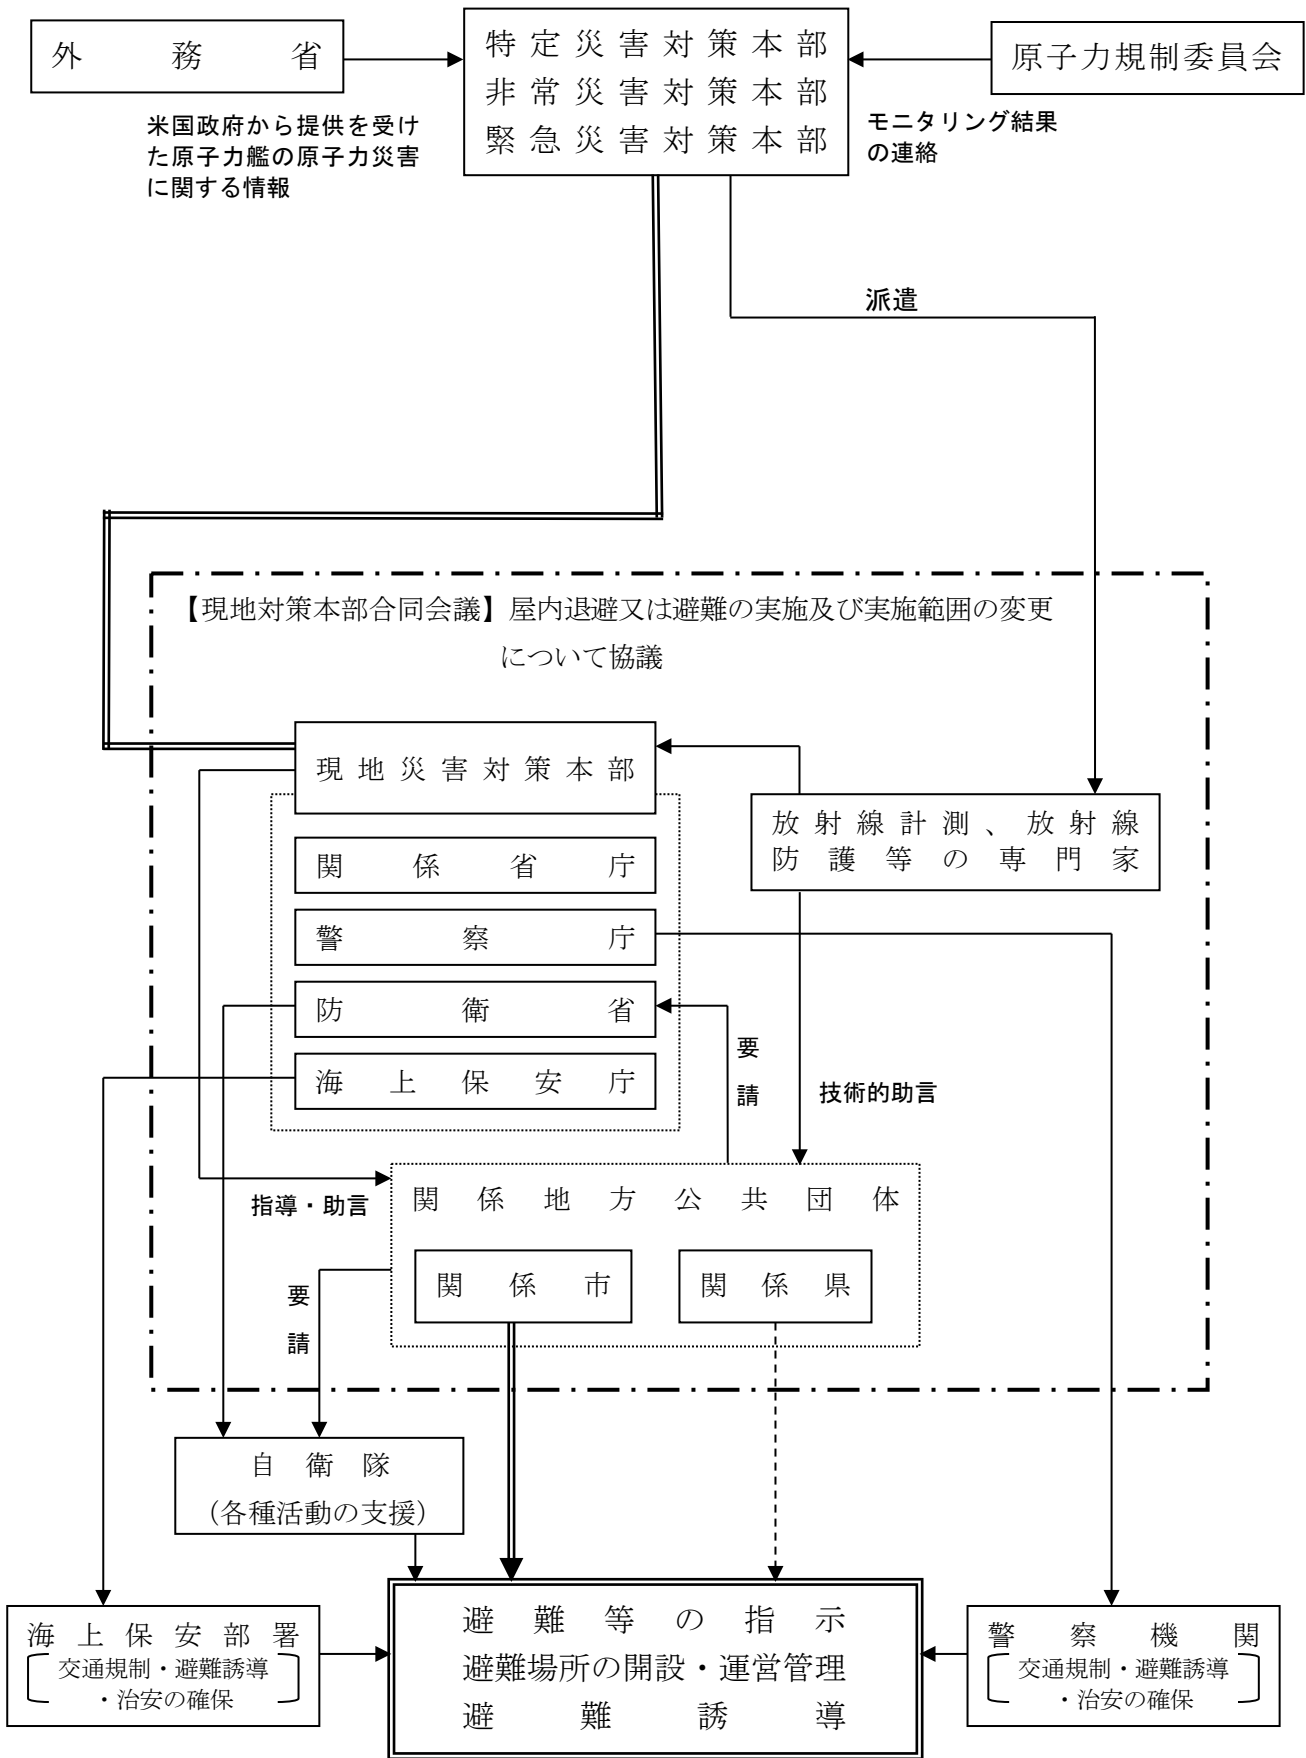 外務省
特定災害対策本部
非常災害対策本部
緊急災害対策本部
原子力規制委員会
米国政府から提供を受け
た原子力艦の原子力災害
に関する情報
モニタリング結果
の連絡
派遣
【現地対策本部合同会議】屋内退避又は避難の実施及び実施範囲の変更
について協議
現地災害対策本部
放射線計測、放射線
防護等の専門家
関係省庁
警察庁
防衛省
海上保安庁
要請
技術的助言
指導・助言
関係地方公共団体
関係市
関係県
要請
自衛隊
（各種活動の支援）
海上保安部署
交通規制・避難誘導
・治安の確保
避難等の指示
避難場所の開設・運営管理
避難誘導
警察機関
交通規制・避難誘導
・治安の確保